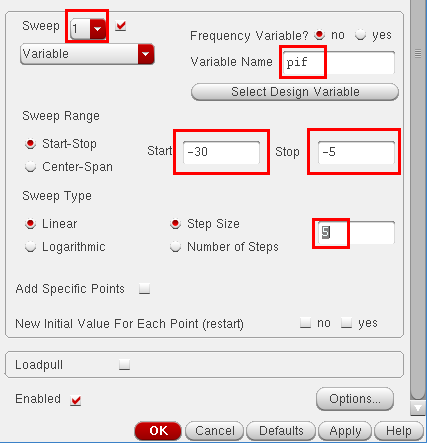 Sweep 1 Frequency Variable? no yes
Variable Variable Name pif
Select Design Variable
Sweep Range
Start-Stop Start -30 Stop -5
Center-Span
Sweep Type
Linear Step Size 5
Logarithmic Number of Steps
Add Specific Points
New Initial Value For Each Point (restart) no yes
Loadpull
Enabled Options...
OK Cancel Defaults Apply Help